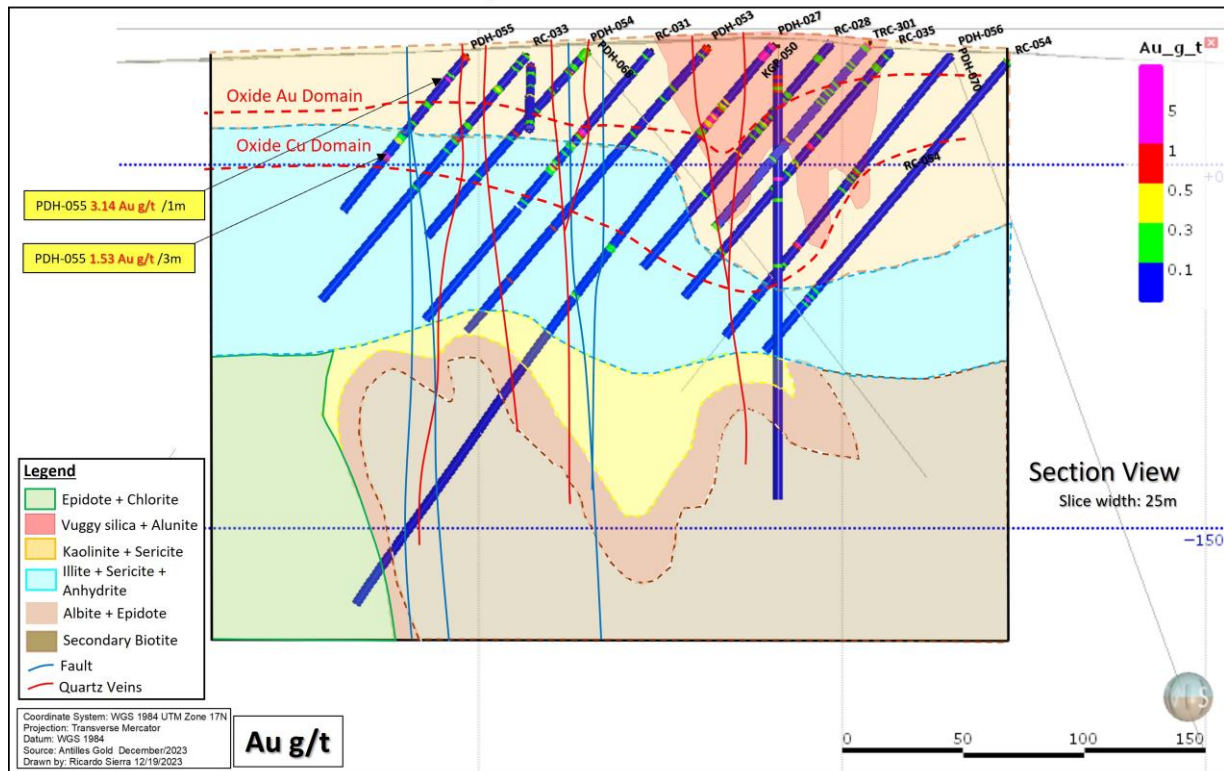 PDH-055
RC-033
PDH-054
PDH-068
RC-031
PDH-053
PDH-027
KGP-050
RC-028
TRC-301
RC-035
PDH-056
PDH-070
RC-054
RC-054
Au_g_t
5
1
0.5
0.3
0.1
+0
-150
Oxide Au Domain
Oxide Cu Domain
PDH-055 3.14 Au g/t /1m
PDH-055 1.53 Au g/t /3m
Section View
Slice width: 25m
Legend
Epidote + Chlorite
Vuggy silica + Alunite
Kaolinite + Sericite
Illite + Sericite +
Anhydrite
Albite + Epidote
Secondary Biotite
Fault
Quartz Veins
Coordinate System: WGS 1984 UTM Zone 17N
Projection: Transverse Mercator
Datum: WGS 1984
Source: Antilles Gold December/2023
Drawn by: Ricardo Sierra 12/19/2023
Au g/t
0 50 100 150